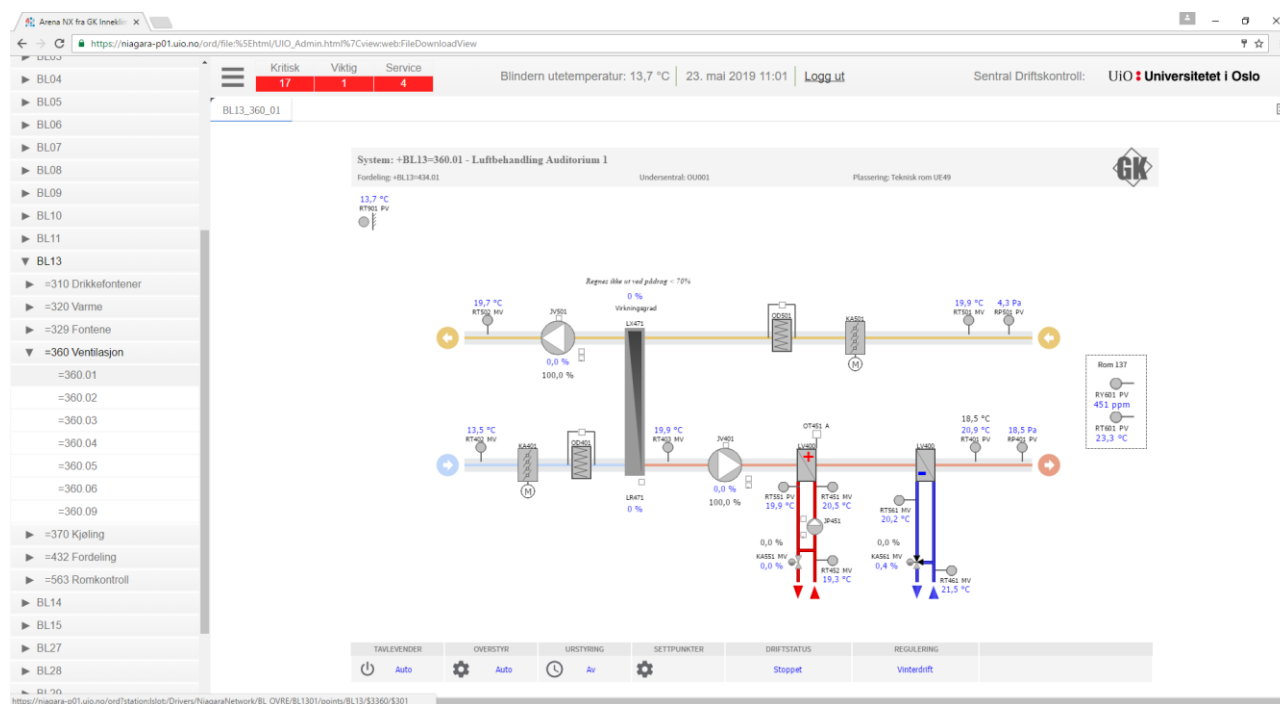 Arena NX fra GK Inneklim
https://niagara-p01.uio.no/ord/file:%5Ehtml/UIO_Admin.html%7Cview:web:FileDownloadView
BL03
BL04
BL05
BL06
BL07
BL08
BL09
BL10
BL11
BL13
=310 Drikkefontener
=320 Varme
=329 Fontene
=360 Ventilasjon
=360.01
=360.02
=360.03
=360.04
=360.05
=360.06
=360.09
=370 Kjøling
=432 Fordeling
=563 Romkontroll
BL14
BL15
BL27
BL28
BL29
Kritisk Viktig Service
17 1 4
Blindern utetemperatur: 13,7 °C 23. mai 2019 11:01 Logg ut
Sentral Driftskontroll: UiO : Universitetet i Oslo
BL13_360_01
System: +BL13=360.01 - Luftbehandling Auditorium 1
GK
Fordeling: +BL13=434.01 Undersentral: OU001 Plassering: Teknisk rom UE49
13,7 °C
RT901 PV
Regnes ikke ut ved pådrag < 70%
0 %
Virkningsgrad
LX471
19,7 °C
RT502 MV
JV501
0,0 %
100,0 %
OD501
KA501
M
19,9 °C 4,3 Pa
RT501 MV RP501 PV
Rom 137
RY601 PV
451 ppm
RT601 PV
23,3 °C
13,5 °C
RT402 MV
KA401
M
OD401
LR471
0 %
19,9 °C
RT403 MV
JV401
0,0 %
100,0 %
OT451 A
LV400
RT551 PV
19,9 °C
RT451 MV
20,5 °C
JP451
0,0 %
KA551 MV
0,0 %
RT452 MV
19,3 °C
LV400
RT561 MV
20,2 °C
0,0 %
KA561 MV
0,4 %
RT461 MV
21,5 °C
18,5 °C
20,9 °C 18,5 Pa
RT401 PV RP401 PV
TAVLEVENDER OVERSTYR URSTYRING SETTPUNKTER DRIFTSTATUS REGULERING
Auto Auto Av Stoppet Vinterdrift
https://niagara-p01.uio.no/ord?station:|slot:/Drivers/NiagaraNetwork/BL_OVRE/BL1301/points/BL13/$3360/$301